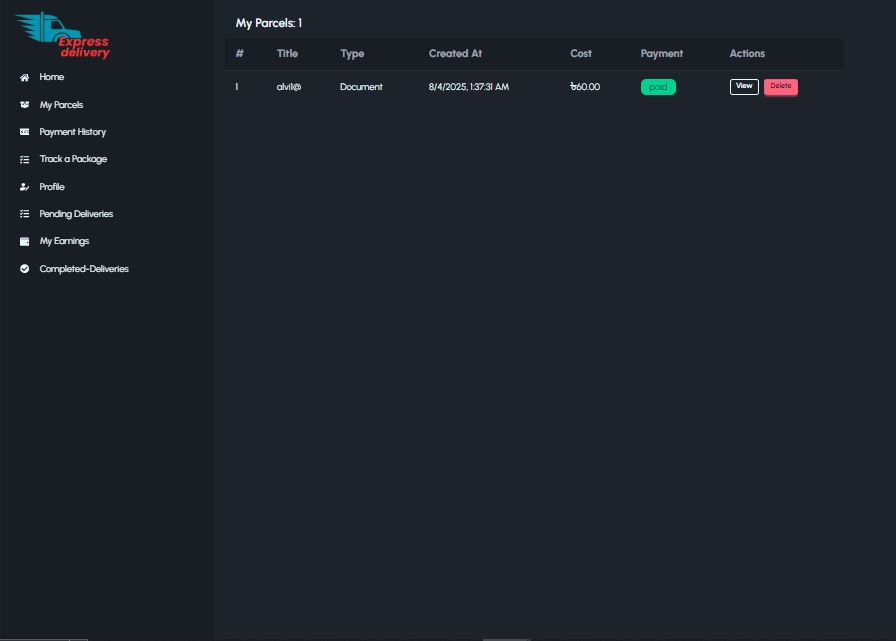 Express
delivery
Home
My Parcels
Payment History
Track a Package
Profile
Pending Deliveries
My Earnings
Completed-Deliveries
My Parcels: 1
# Title Type Created At Cost Payment Actions
1 alvil@ Document 8/4/2025, 1:37:31 AM ৳60.00 paid View Delete